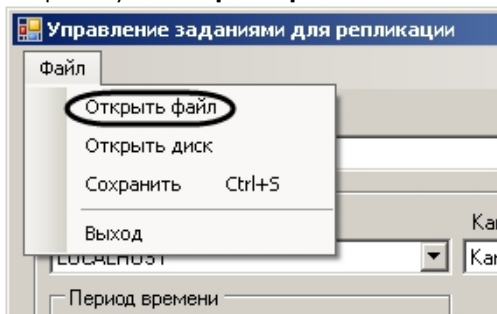 Управление заданиями для репликации
Файл
Открыть файл
Открыть диск
Сохранить Ctrl+S
Выход
LOCALHOST
Период времени